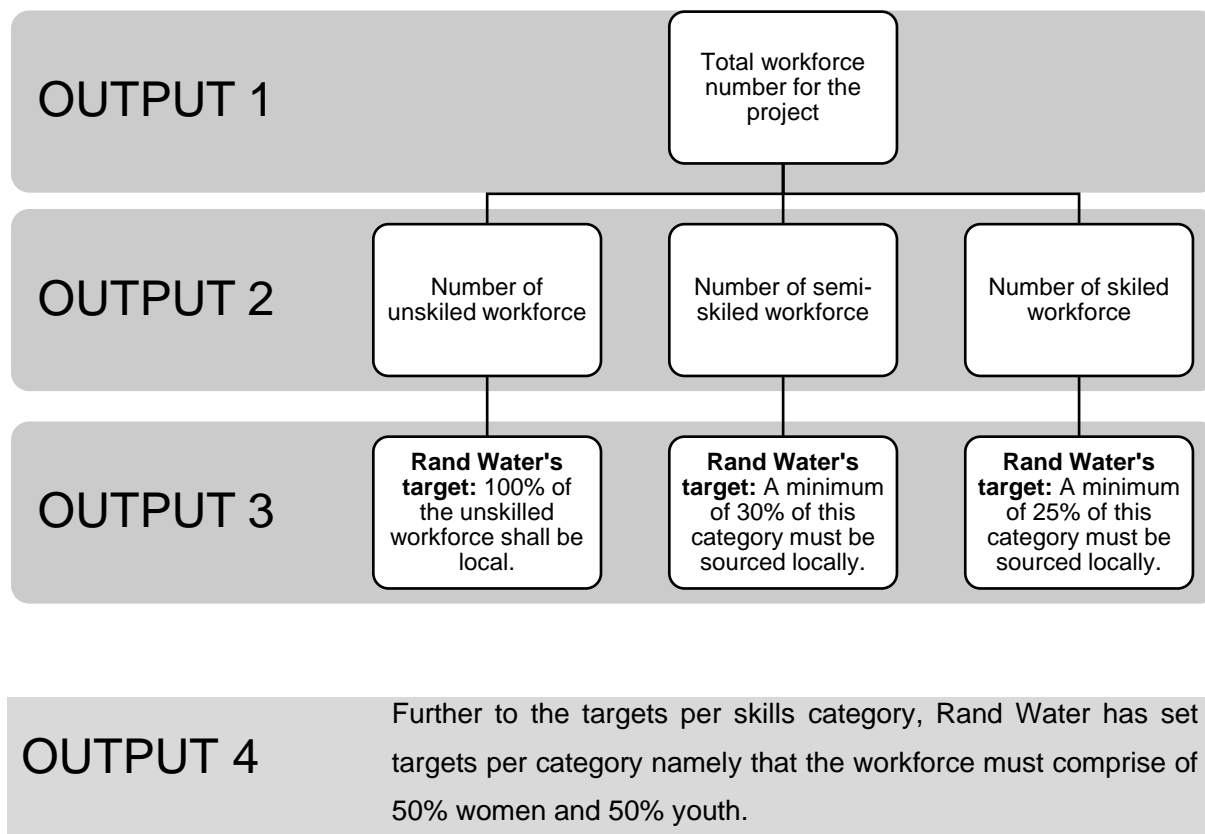 OUTPUT 1
Total workforce
number for the
project
OUTPUT 2
Number of
unskiled workforce
Number of semi-
skiled workforce
Number of skiled
workforce
OUTPUT 3
Rand Water's
target: 100% of
the unskilled
workforce shall be
local.
Rand Water's
target: A minimum
of 30% of this
category must be
sourced locally.
Rand Water's
target: A minimum
of 25% of this
category must be
sourced locally.
OUTPUT 4
Further to the targets per skills category, Rand Water has set
targets per category namely that the workforce must comprise of
50% women and 50% youth.